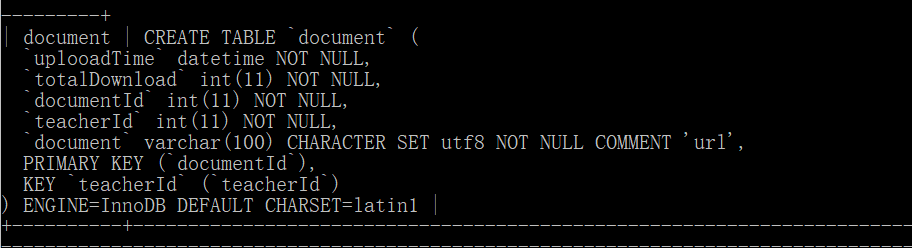 ---------+
| document | CREATE TABLE `document` (
  `uplooadTime` datetime NOT NULL,
  `totalDownload` int(11) NOT NULL,
  `documentId` int(11) NOT NULL,
  `teacherId` int(11) NOT NULL,
  `document` varchar(100) CHARACTER SET utf8 NOT NULL COMMENT 'url',
  PRIMARY KEY (`documentId`),
  KEY `teacherId` (`teacherId`)
) ENGINE=InnoDB DEFAULT CHARSET=latin1 |
+----------+------------------------------------------------------------------------------